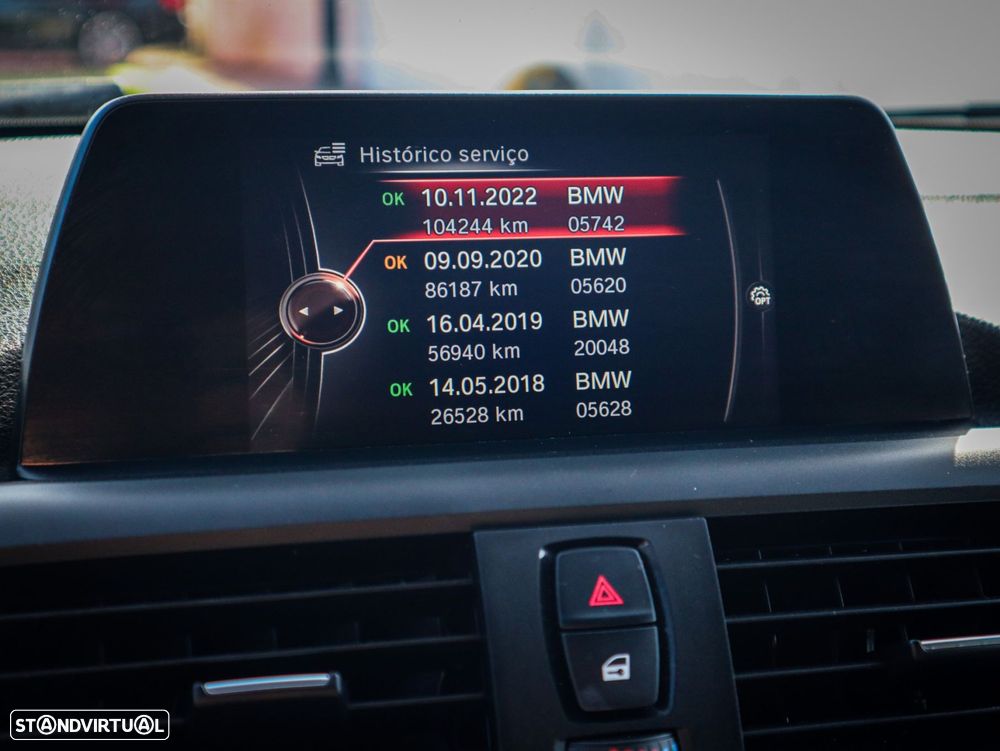 Histórico serviço
OK 10.11.2022 BMW
104244 km 05742
OK 09.09.2020 BMW
86187 km 05620
OK 16.04.2019 BMW
56940 km 20048
OK 14.05.2018 BMW
26528 km 05628
OPT
STANDVIRTUAL